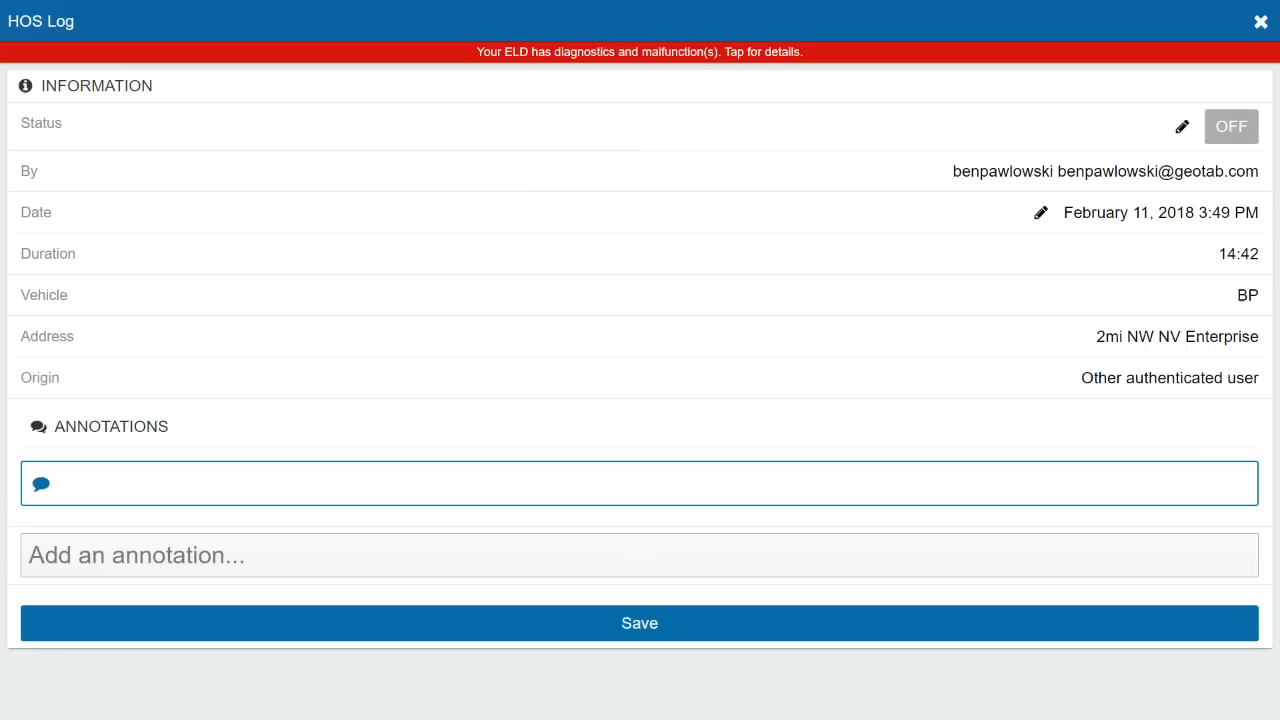 HOS Log
Your ELD has diagnostics and malfunction(s). Tap for details.
INFORMATION
Status OFF
By benpawlowski benpawlowski@geotab.com
Date February 11, 2018 3:49 PM
Duration 14:42
Vehicle BP
Address 2mi NW NV Enterprise
Origin Other authenticated user
ANNOTATIONS
Add an annotation...
Save